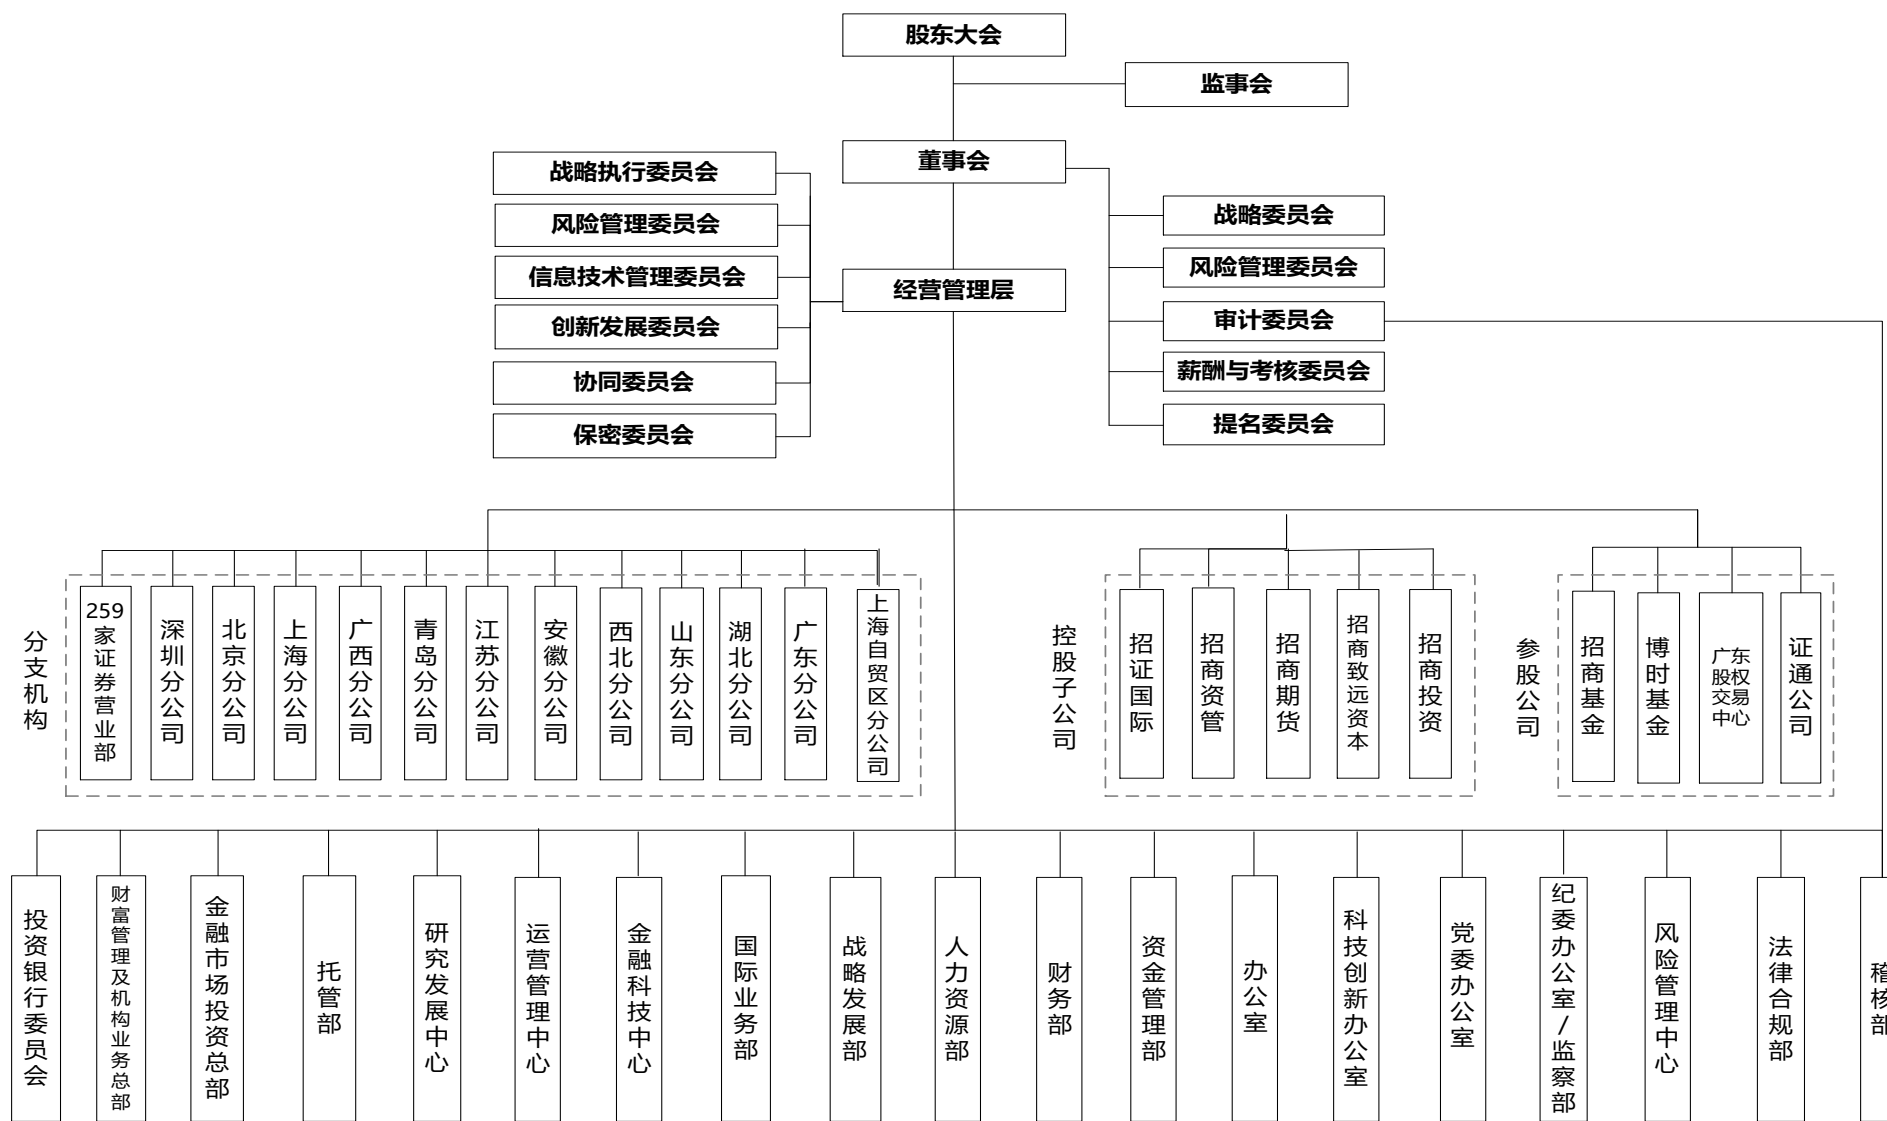 股东大会
监事会
董事会
战略执行委员会
风险管理委员会
信息技术管理委员会
创新发展委员会
协同委员会
保密委员会
经营管理层
战略委员会
风险管理委员会
审计委员会
薪酬与考核委员会
提名委员会
分支机构
259家证券营业部
深圳分公司
北京分公司
上海分公司
广西分公司
青岛分公司
江苏分公司
安徽分公司
西北分公司
山东分公司
湖北分公司
广东分公司
上海自贸区分公司
控股子公司
招证国际
招商资管
招商期货
招商致远资本
招商投资
参股公司
招商基金
博时基金
广东
股权
交易
中心
证通公司
投资银行委员会
财富管理及机构业务总部
金融市场投资总部
托管部
研究发展中心
运营管理中心
金融科技中心
国际业务部
战略发展部
人力资源部
财务部
资金管理部
办公室
科技创新办公室
党委办公室
纪委办公室/监察部
风险管理中心
法律合规部
稽核部